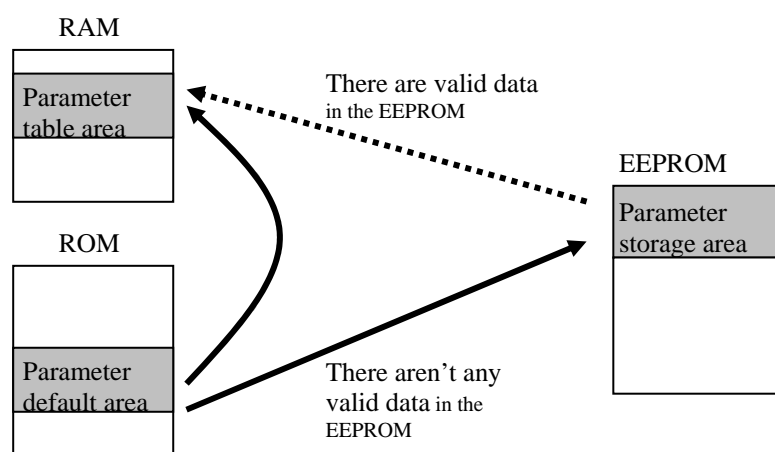 RAM
Parameter
table area
There are valid data
in the EEPROM
EEPROM
Parameter
storage area
ROM
Parameter
default area
There aren't any
valid data in the
EEPROM